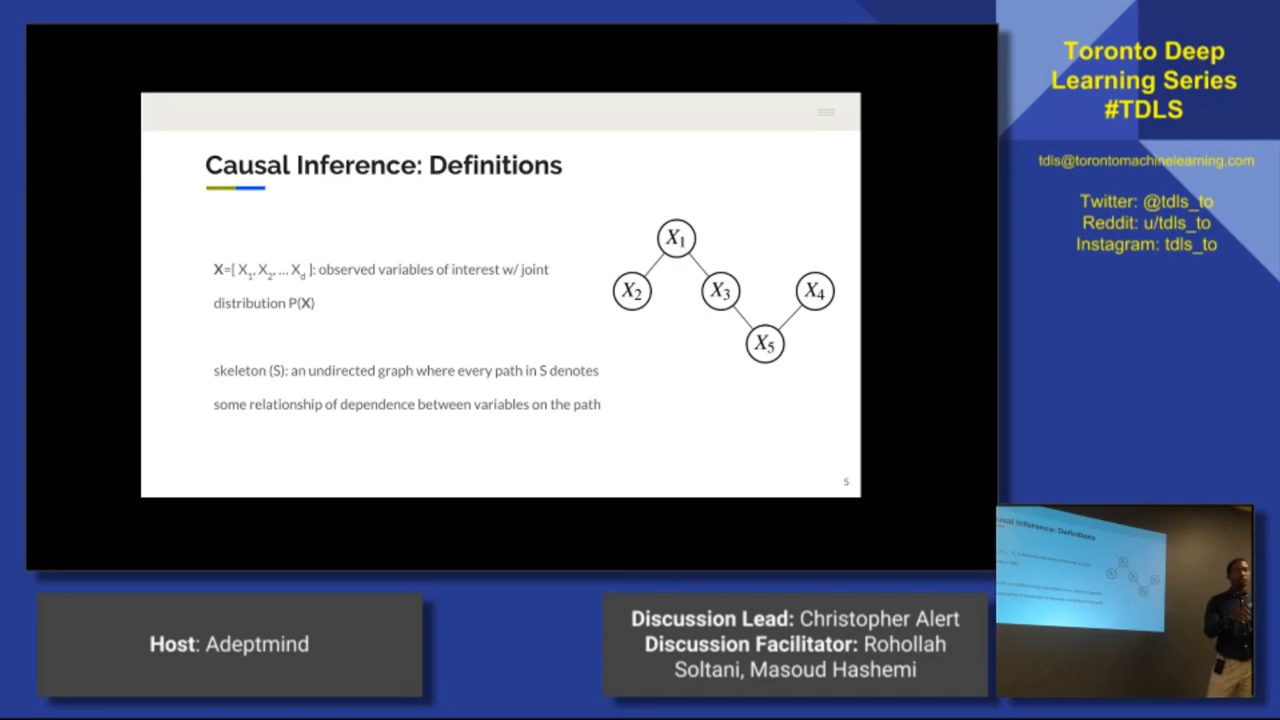 Causal Inference: Definitions
X=[ X1, X2, ... Xd ]: observed variables of interest w/ joint
distribution P(X)
skeleton (S): an undirected graph where every path in S denotes
some relationship of dependence between variables on the path
X1
X2
X3
X4
X5
5
Toronto Deep
Learning Series
#TDLS
tdls@torontomachinelearning.com
Twitter: @tdls_to
Reddit: u/tdls_to
Instagram: tdls_to
Host: Adeptmind
Discussion Lead: Christopher Alert
Discussion Facilitator: Rohollah
Soltani, Masoud Hashemi
Inference: Definitions